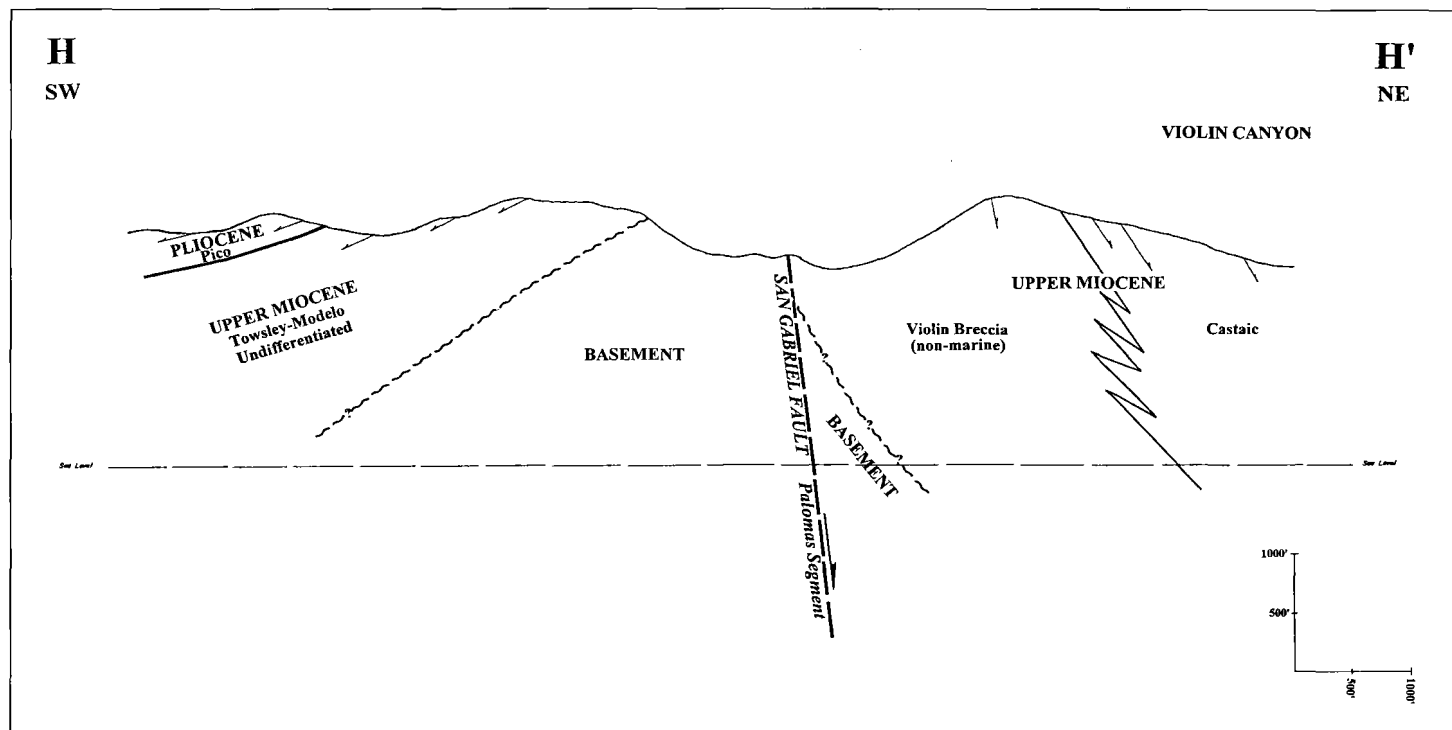 H
SW
H'
NE
VIOLIN CANYON
PLIOCENE
Pico
UPPER MIOCENE
Towsley-Modelo
Undifferentiated
BASEMENT
SAN GABRIEL FAULT
Palomas Segment
?
?
?
BASEMENT
UPPER MIOCENE
Violin Breccia
(non-marine)
Castaic
Sea Level
Sea Level
1000'
500'
500'
1000'